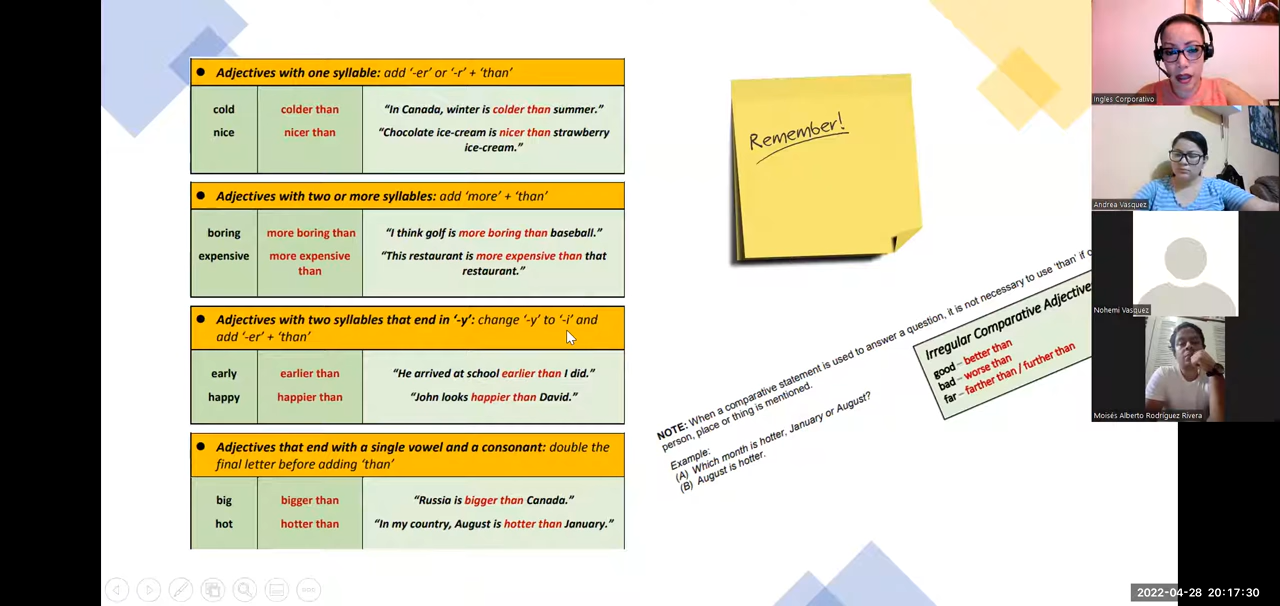 ● Adjectives with one syllable: add ‘-er’ or ‘-r’ + ‘than’
cold colder than “In Canada, winter is colder than summer.”
nice nicer than “Chocolate ice-cream is nicer than strawberry
ice-cream.”
● Adjectives with two or more syllables: add ‘more’ + ‘than’
boring more boring than “I think golf is more boring than baseball.”
expensive more expensive “This restaurant is more expensive than that
than restaurant.”
● Adjectives with two syllables that end in ‘-y’: change ‘-y’ to ‘-i’ and
add ‘-er’ + ‘than’
early earlier than “He arrived at school earlier than I did.”
happy happier than “John looks happier than David.”
● Adjectives that end with a single vowel and a consonant: double the
final letter before adding ‘than’
big bigger than “Russia is bigger than Canada.”
hot hotter than “In my country, August is hotter than January.”
Remember!
NOTE: When a comparative statement is used to answer a question, it is not necessary to use ‘than’ if
person, place or thing is mentioned.
Example:
(A) Which month is hotter, January or August?
(B) August is hotter.
Irregular Comparative Adjective
good – better than
bad – worse than
far – farther than / further than
Ingles Corporativo
Andrea Vasquez
Nohemi Vasquez
Moisés Alberto Rodríguez Rivera
2022-04-28 20:17:30